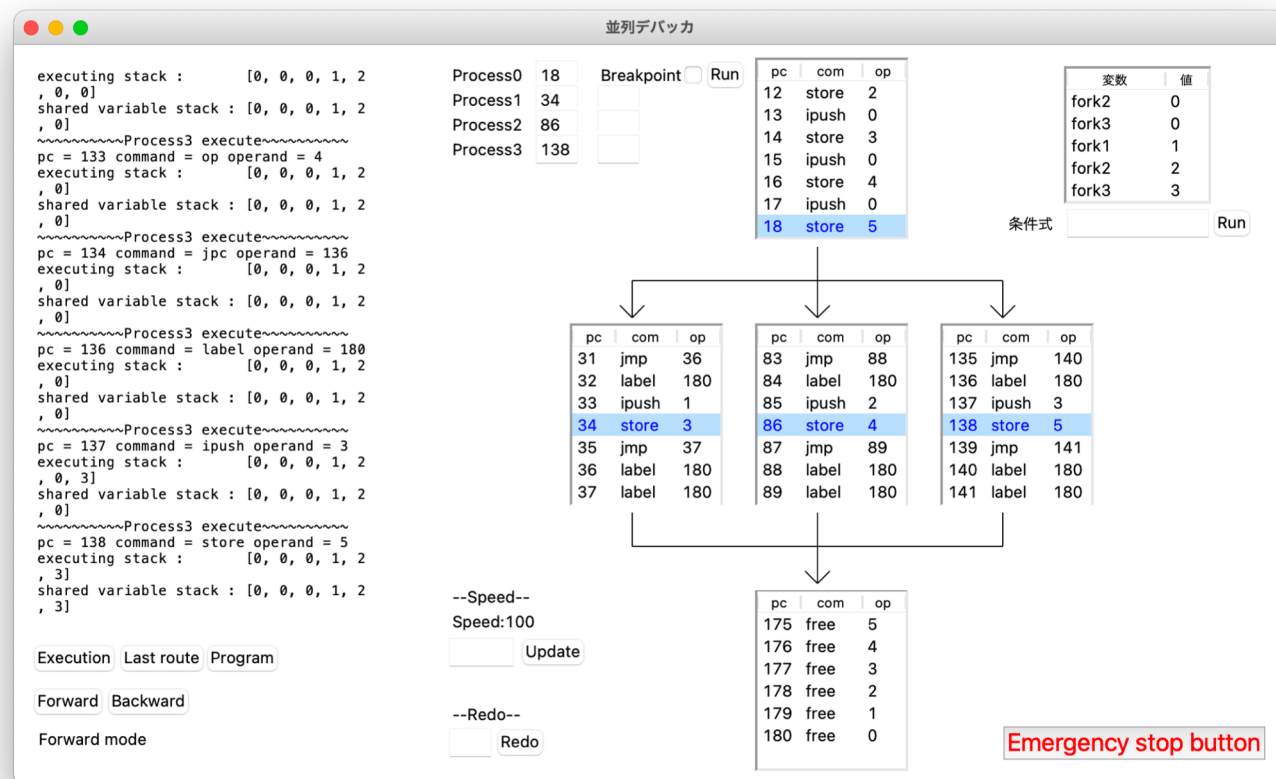 並列デバッカ
executing stack :        [0, 0, 0, 1, 2
, 0, 0]
shared variable stack : [0, 0, 0, 1, 2
, 0]
~~~~~~~~~~Process3 execute~~~~~~~~~~
pc = 133 command = op operand = 4
executing stack :        [0, 0, 0, 1, 2
, 0]
shared variable stack : [0, 0, 0, 1, 2
, 0]
~~~~~~~~~~Process3 execute~~~~~~~~~~
pc = 134 command = jpc operand = 136
executing stack :        [0, 0, 0, 1, 2
, 0]
shared variable stack : [0, 0, 0, 1, 2
, 0]
~~~~~~~~~~Process3 execute~~~~~~~~~~
pc = 136 command = label operand = 180
executing stack :        [0, 0, 0, 1, 2
, 0]
shared variable stack : [0, 0, 0, 1, 2
, 0]
~~~~~~~~~~Process3 execute~~~~~~~~~~
pc = 137 command = ipush operand = 3
executing stack :        [0, 0, 0, 1, 2
, 0, 3]
shared variable stack : [0, 0, 0, 1, 2
, 0]
~~~~~~~~~~Process3 execute~~~~~~~~~~
pc = 138 command = store operand = 5
executing stack :        [0, 0, 0, 1, 2
, 3]
shared variable stack : [0, 0, 0, 1, 2
, 3]
Execution Last route Program
Forward Backward
Forward mode
Process0 18 Breakpoint Run
Process1 34
Process2 86
Process3 138
pc com op
12 store 2
13 ipush 0
14 store 3
15 ipush 0
16 store 4
17 ipush 0
18 store 5
変数 値
fork2 0
fork3 0
fork1 1
fork2 2
fork3 3
条件式 Run
pc com op
31 jmp 36
32 label 180
33 ipush 1
34 store 3
35 jmp 37
36 label 180
37 label 180
pc com op
83 jmp 88
84 label 180
85 ipush 2
86 store 4
87 jmp 89
88 label 180
89 label 180
pc com op
135 jmp 140
136 label 180
137 ipush 3
138 store 5
139 jmp 141
140 label 180
141 label 180
--Speed--
Speed:100
Update
--Redo--
Redo
pc com op
175 free 5
176 free 4
177 free 3
178 free 2
179 free 1
180 free 0
Emergency stop button